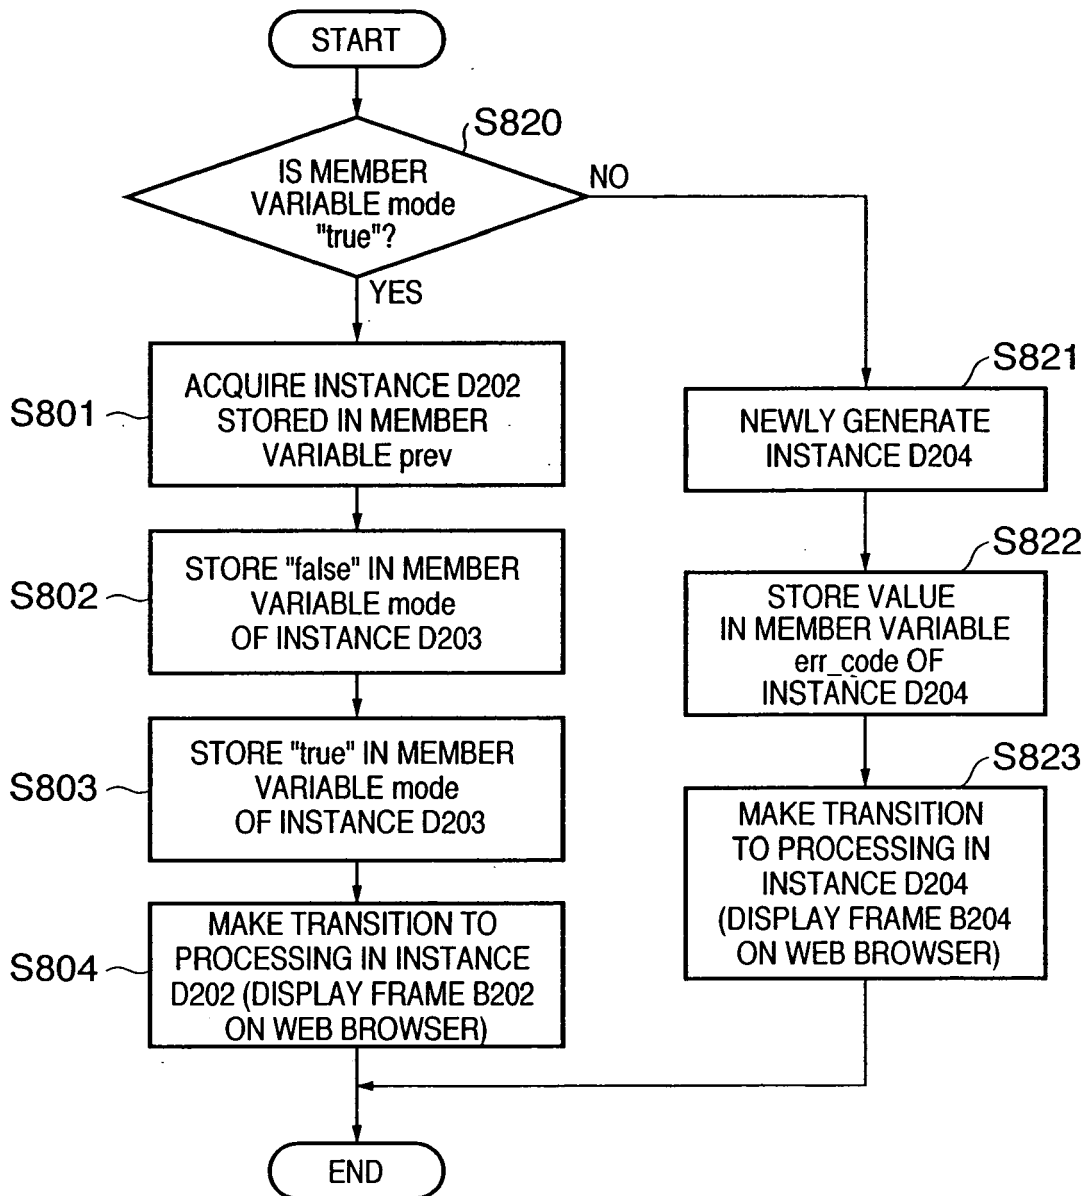 START
S820
IS MEMBER
VARIABLE mode
"true"?
NO
YES
S801
ACQUIRE INSTANCE D202
STORED IN MEMBER
VARIABLE prev
S821
NEWLY GENERATE
INSTANCE D204
S802
STORE "false" IN MEMBER
VARIABLE mode
OF INSTANCE D203
S822
STORE VALUE
IN MEMBER VARIABLE
err_code OF
INSTANCE D204
S803
STORE "true" IN MEMBER
VARIABLE mode
OF INSTANCE D203
S823
MAKE TRANSITION
TO PROCESSING IN
INSTANCE D204
(DISPLAY FRAME B204
ON WEB BROWSER)
S804
MAKE TRANSITION TO
PROCESSING IN INSTANCE
D202 (DISPLAY FRAME B202
ON WEB BROWSER)
END